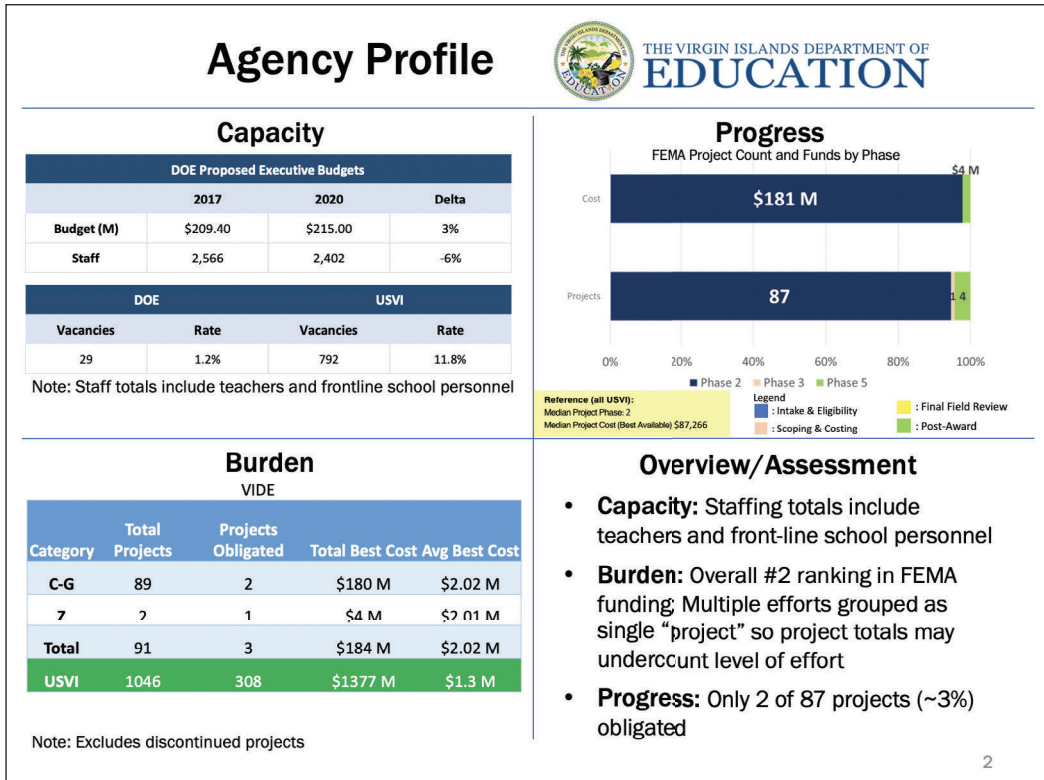 Agency Profile
VIRGIN ISLANDS DEPARTMENT
EDUCATION
THE VIRGIN ISLANDS DEPARTMENT OF
EDUCATION
Capacity
DOE Proposed Executive Budgets
2017 2020 Delta
Budget (M) $209.40 $215.00 3%
Staff 2,566 2,402 -6%
DOE USVI
Vacancies Rate Vacancies Rate
29 1.2% 792 11.8%
Note: Staff totals include teachers and frontline school personnel
Progress
FEMA Project Count and Funds by Phase
$4 M
Cost $181 M
Projects 87 1 4
0% 20% 40% 60% 80% 100%
Phase 2 Phase 3 Phase 5
Reference (all USVI):
Median Project Phase: 2
Median Project Cost (Best Available) $87,266
Legend
: Intake & Eligibility
: Final Field Review
: Scoping & Costing
: Post-Award
Burden
VIDE
Category Total Projects Projects Obligated Total Best Cost Avg Best Cost
C-G 89 2 $180 M $2.02 M
Z 2 1 $4 M $2.01 M
Total 91 3 $184 M $2.02 M
USVI 1046 308 $1377 M $1.3 M
Note: Excludes discontinued projects
Overview/Assessment
• Capacity: Staffing totals include
teachers and front-line school personnel
• Burden: Overall #2 ranking in FEMA
funding; Multiple efforts grouped as
single “project” so project totals may
undercount level of effort
• Progress: Only 2 of 87 projects (~3%)
obligated
2